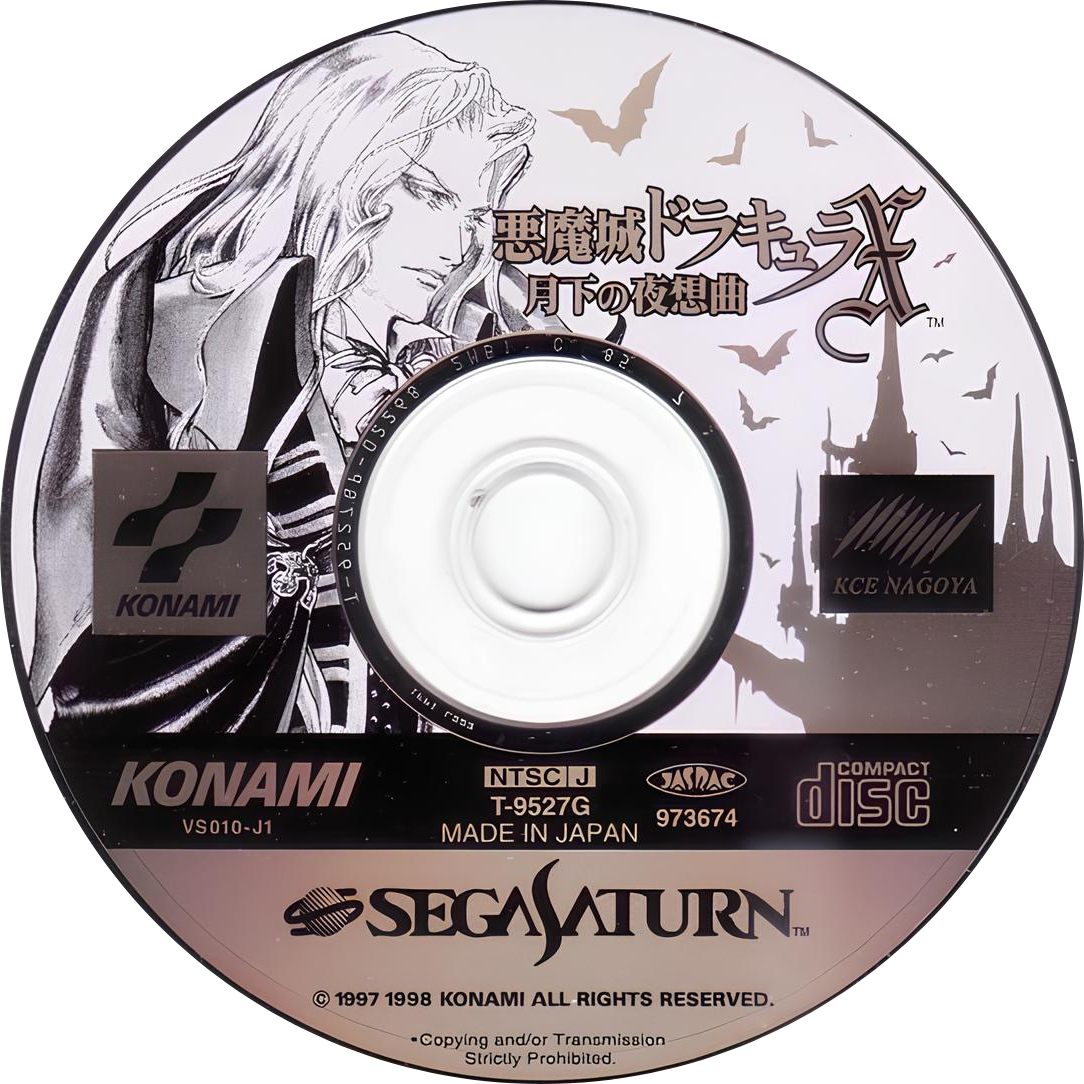 悪魔城ドラキュラX
TM
月下の夜想曲
KONAMI
KCE NAGOYA
KONAMI
VS010-J1
NTSC J
T-9527G
MADE IN JAPAN
JASRAC
973674
COMPACT
disc
SEGA SATURN
TM
© 1997 1998 KONAMI ALL RIGHTS RESERVED.
•Copying and/or Transmission
Strictly Prohibited.